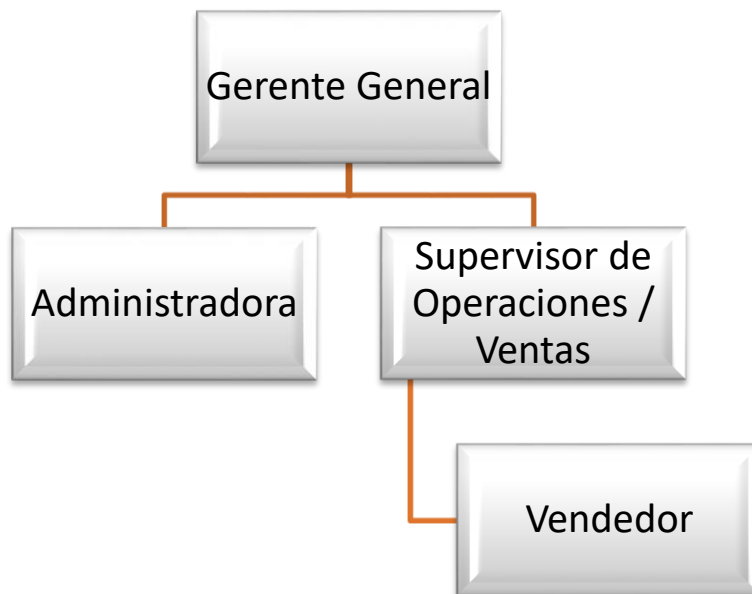 Gerente General
Administradora
Supervisor de
Operaciones /
Ventas
Vendedor